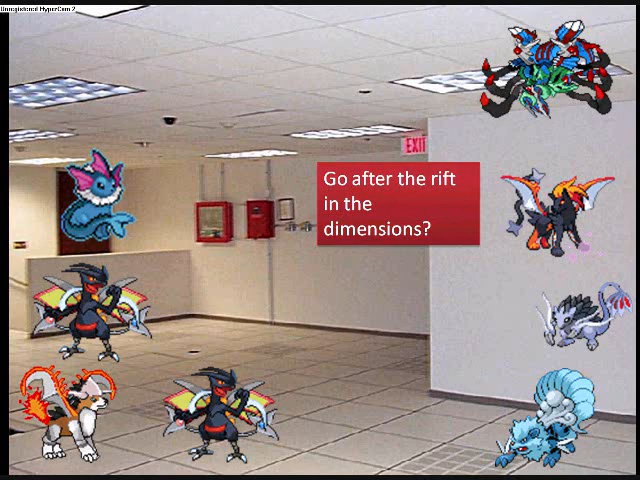 Unregistered HyperCam 2
EXIT
Go after the rift
in the
dimensions?